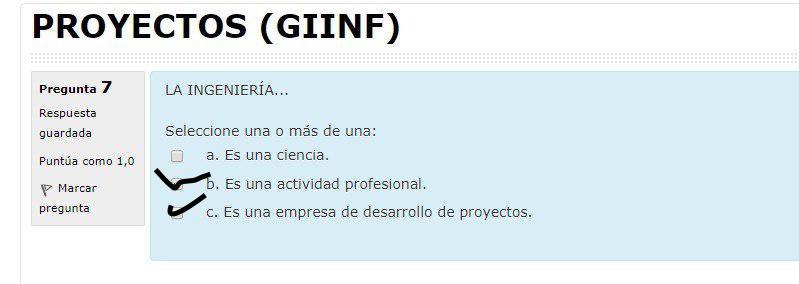 PROYECTOS (GIINF)
Pregunta 7
Respuesta
guardada
Puntúa como 1,0
Marcar
pregunta
LA INGENIERÍA...
Seleccione una o más de una:
a. Es una ciencia.
b. Es una actividad profesional.
c. Es una empresa de desarrollo de proyectos.